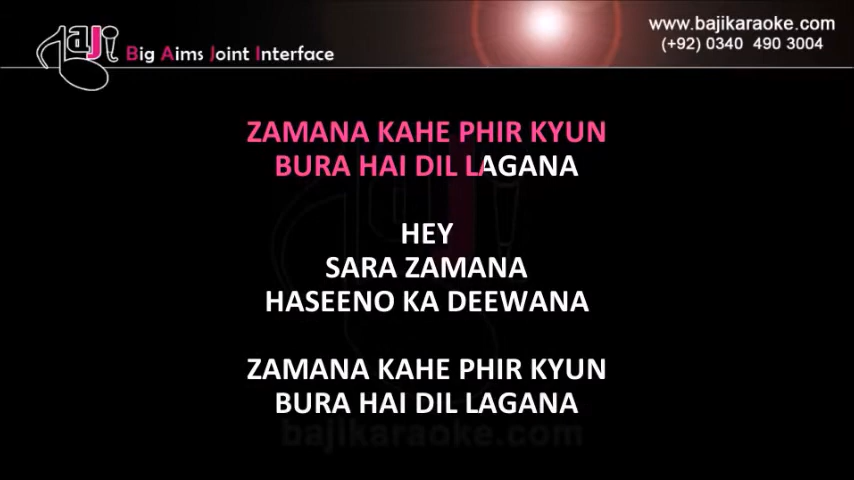 BAJI Big Aims Joint Interface
www.bajikaraoke.com
(+92) 0340 490 3004
ZAMANA KAHE PHIR KYUN
BURA HAI DIL LAGANA
HEY
SARA ZAMANA
HASEENO KA DEEWANA
ZAMANA KAHE PHIR KYUN
BURA HAI DIL LAGANA
bajikaraoke.com